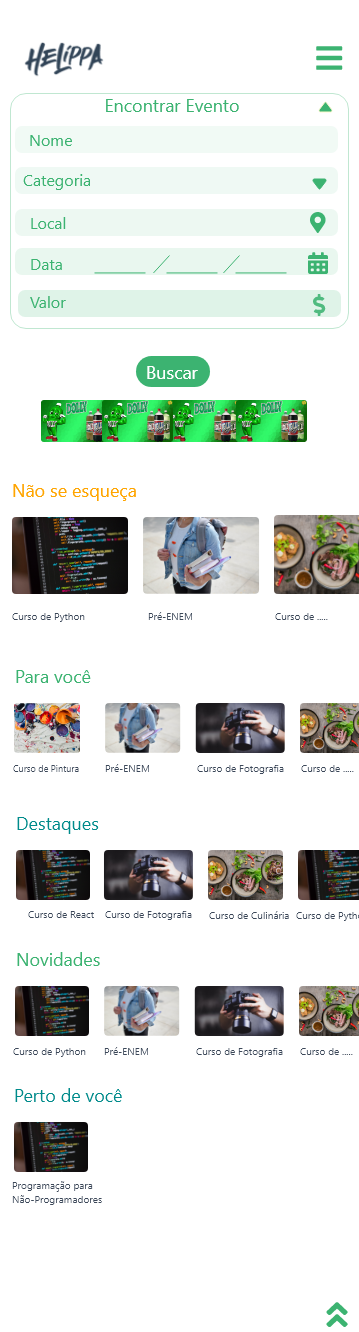 HELIPPA
Encontrar Evento
Nome
Categoria
Local
Data ______ /______ /______
Valor
$
Buscar
DOLLY DOLLY DOLLY DOLLY
Não se esqueça
Curso de Python Pré-ENEM Curso de .....
Para você
Curso de Pintura Pré-ENEM Curso de Fotografia Curso de .....
Destaques
Curso de React Curso de Fotografia Curso de Culinária Curso de Pytho
Novidades
Curso de Python Pré-ENEM Curso de Fotografia Curso de .....
Perto de você
Programação para
Não-Programadores